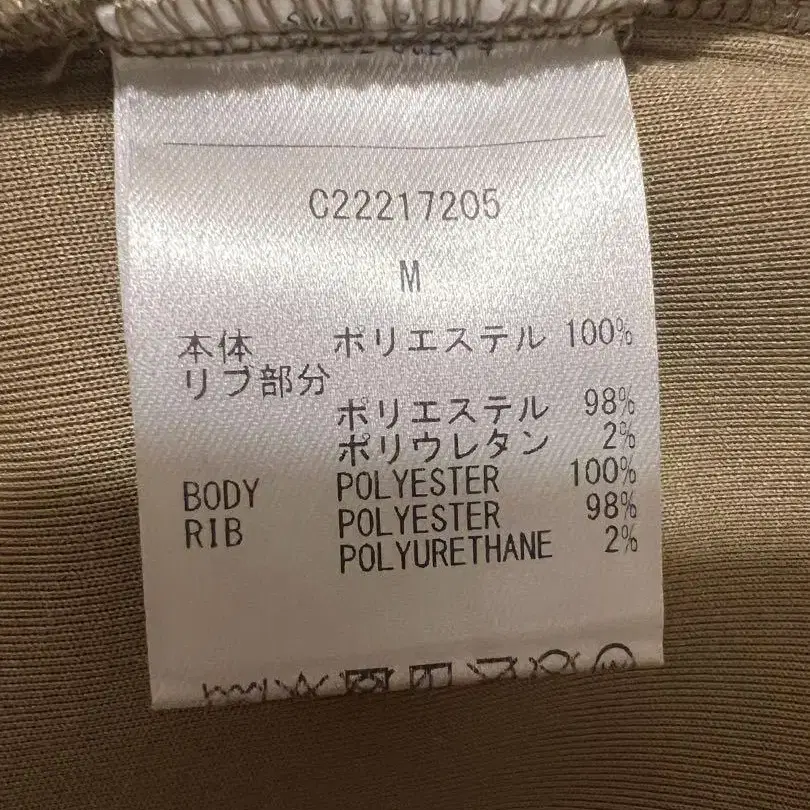 C22217205
M
本体 ポリエステル 100%
リブ部分
ポリエステル 98%
ポリウレタン 2%
BODY POLYESTER 100%
RIB POLYESTER 98%
POLYURETHANE 2%